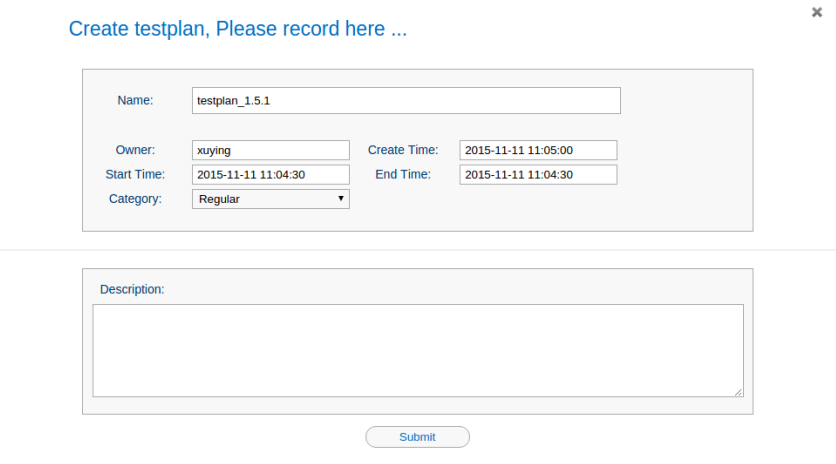 Create testplan, Please record here ...
Name: testplan_1.5.1
Owner: xuying Create Time: 2015-11-11 11:05:00
Start Time: 2015-11-11 11:04:30 End Time: 2015-11-11 11:04:30
Category: Regular
Description:
Submit